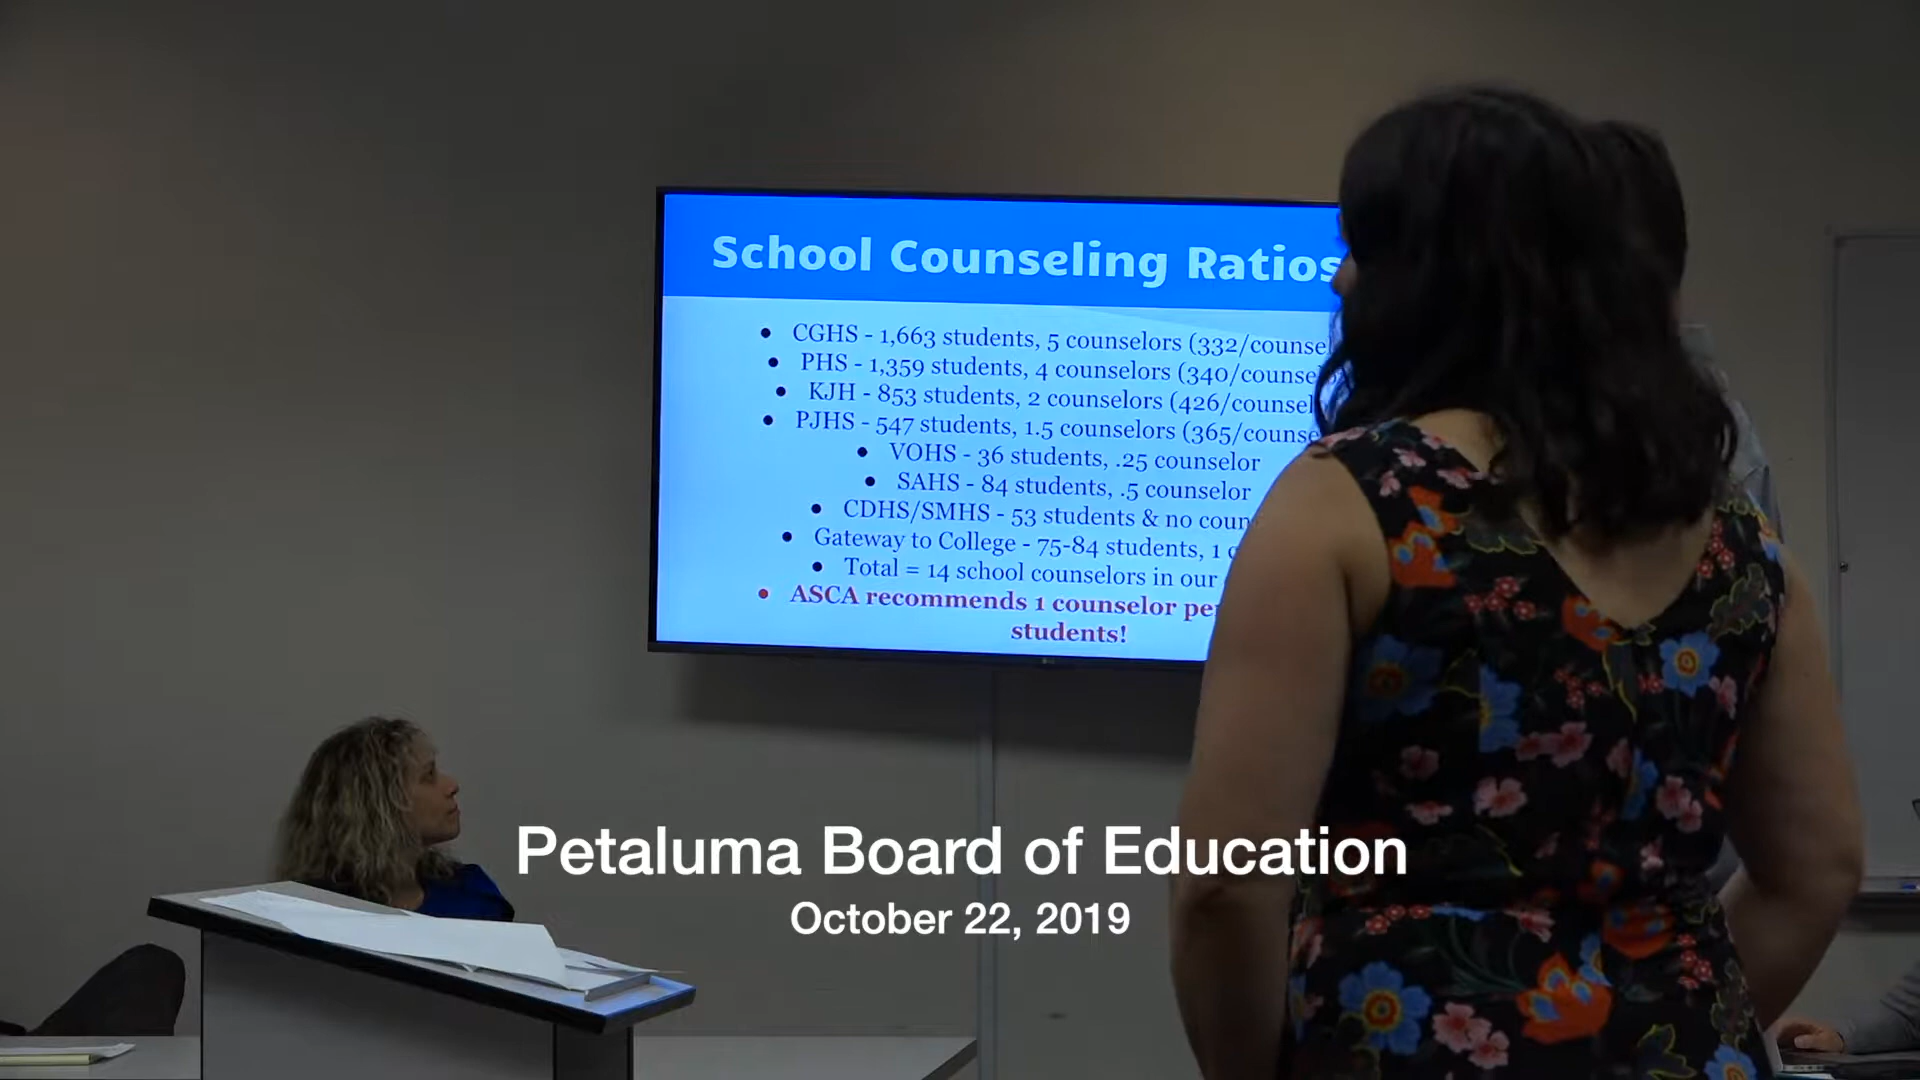 School Counseling Ratios
• CGHS - 1,663 students, 5 counselors (332/counsel
• PHS - 1,359 students, 4 counselors (340/counselo
• KJH - 853 students, 2 counselors (426/counsel
• PJHS - 547 students, 1.5 counselors (365/counse
• VOHS - 36 students, .25 counselor
• SAHS - 84 students, .5 counselor
• CDHS/SMHS - 53 students & no coun
• Gateway to College - 75-84 students, 1
• Total = 14 school counselors in our
• ASCA recommends 1 counselor pe
students!
Petaluma Board of Education
October 22, 2019